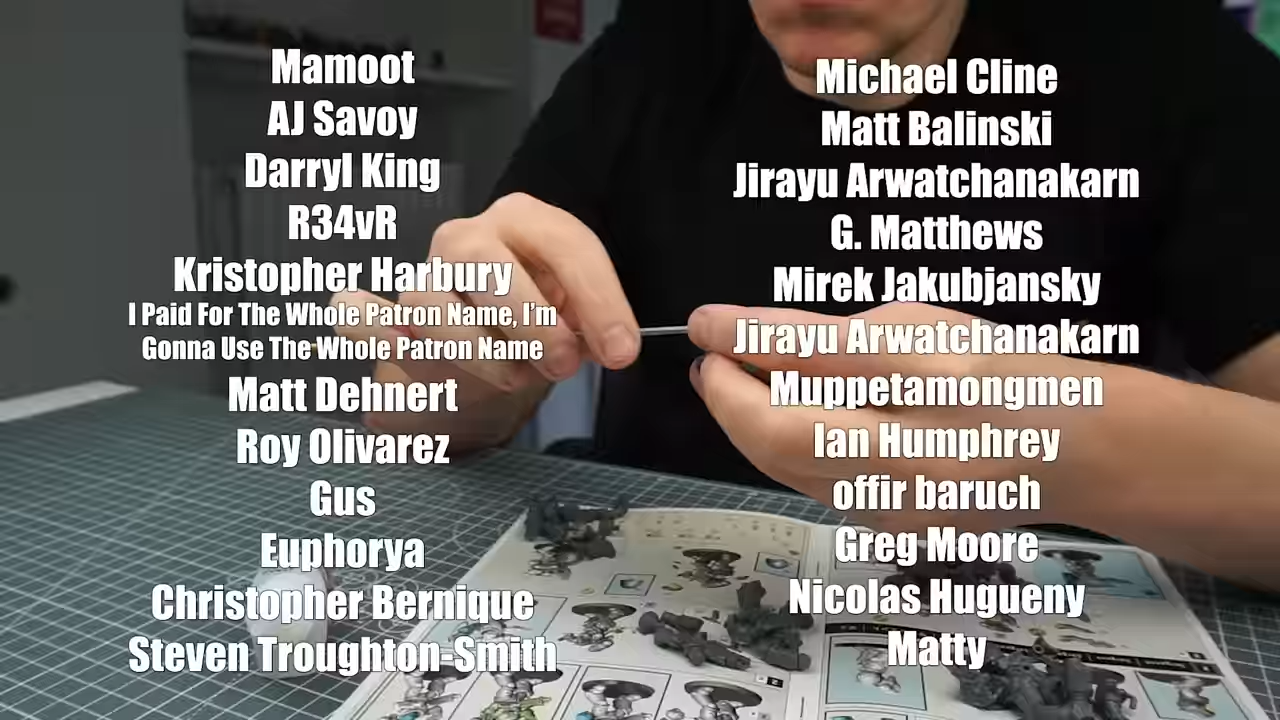 Mamoot
AJ Savoy
Darryl King
R34vR
Kristopher Harbury
I Paid For The Whole Patron Name, I'm
Gonna Use The Whole Patron Name
Matt Dehnert
Roy Olivarez
Gus
Euphorya
Christopher Bernique
Steven Troughton-Smith
Michael Cline
Matt Balinski
Jirayu Arwatchanakarn
G. Matthews
Mirek Jakubjansky
Jirayu Arwatchanakarn
Muppetamongmen
Ian Humphrey
offir baruch
Greg Moore
Nicolas Hugueny
Matty